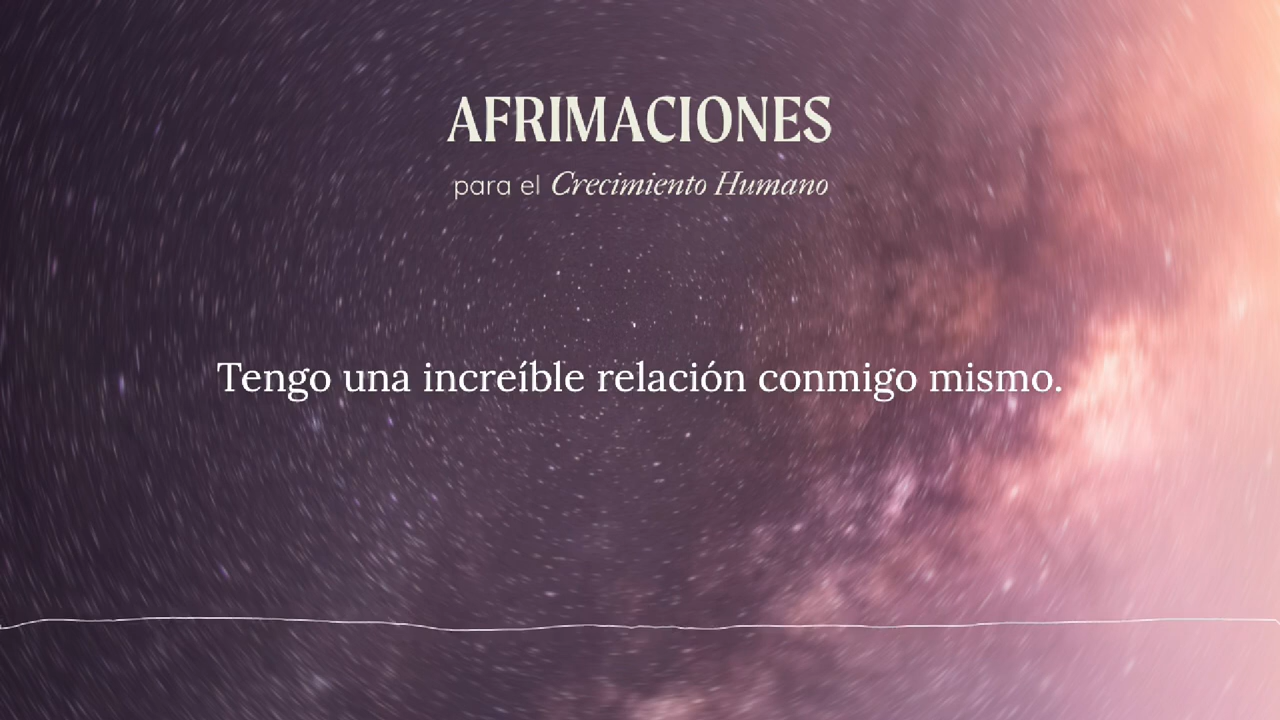 AFRIMACIONES
para el Crecimiento Humano
Tengo una increíble relación conmigo mismo.